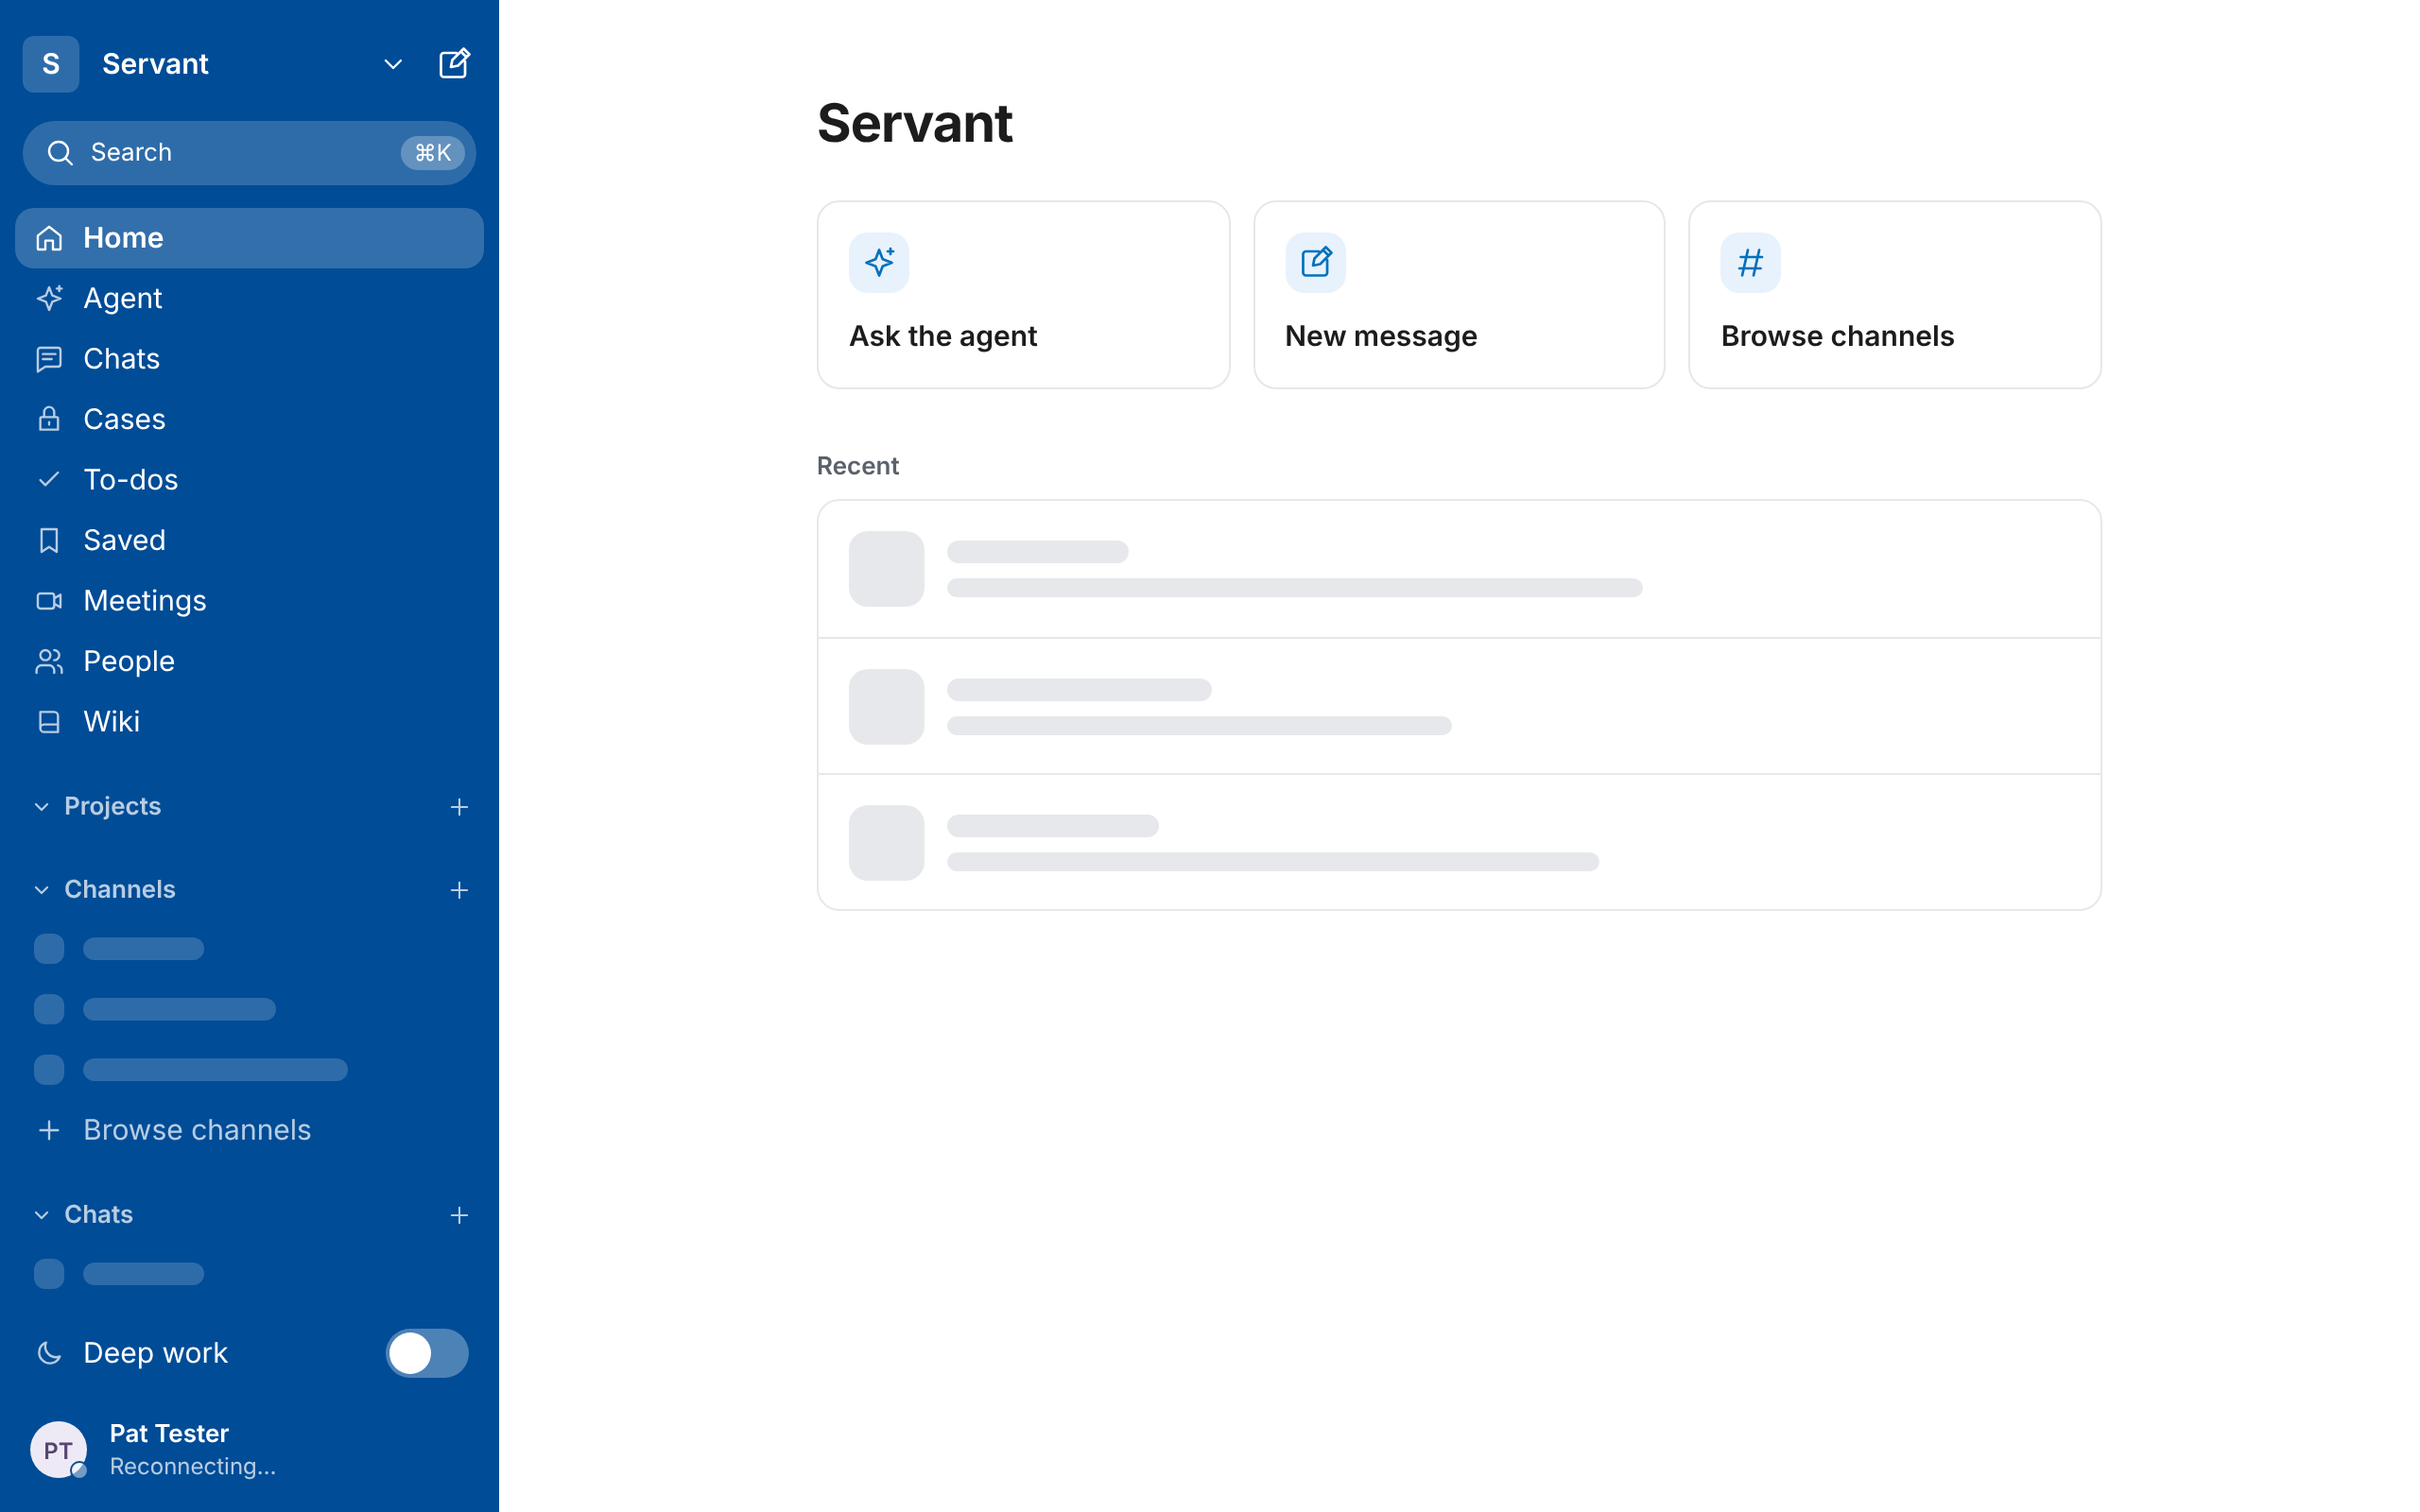 S Servant
Search ⌘K
Home
Agent
Chats
Cases
To-dos
Saved
Meetings
People
Wiki
Projects
Channels
Browse channels
Chats
Deep work
PT Pat Tester
Reconnecting...
Servant
Ask the agent
New message
Browse channels
Recent